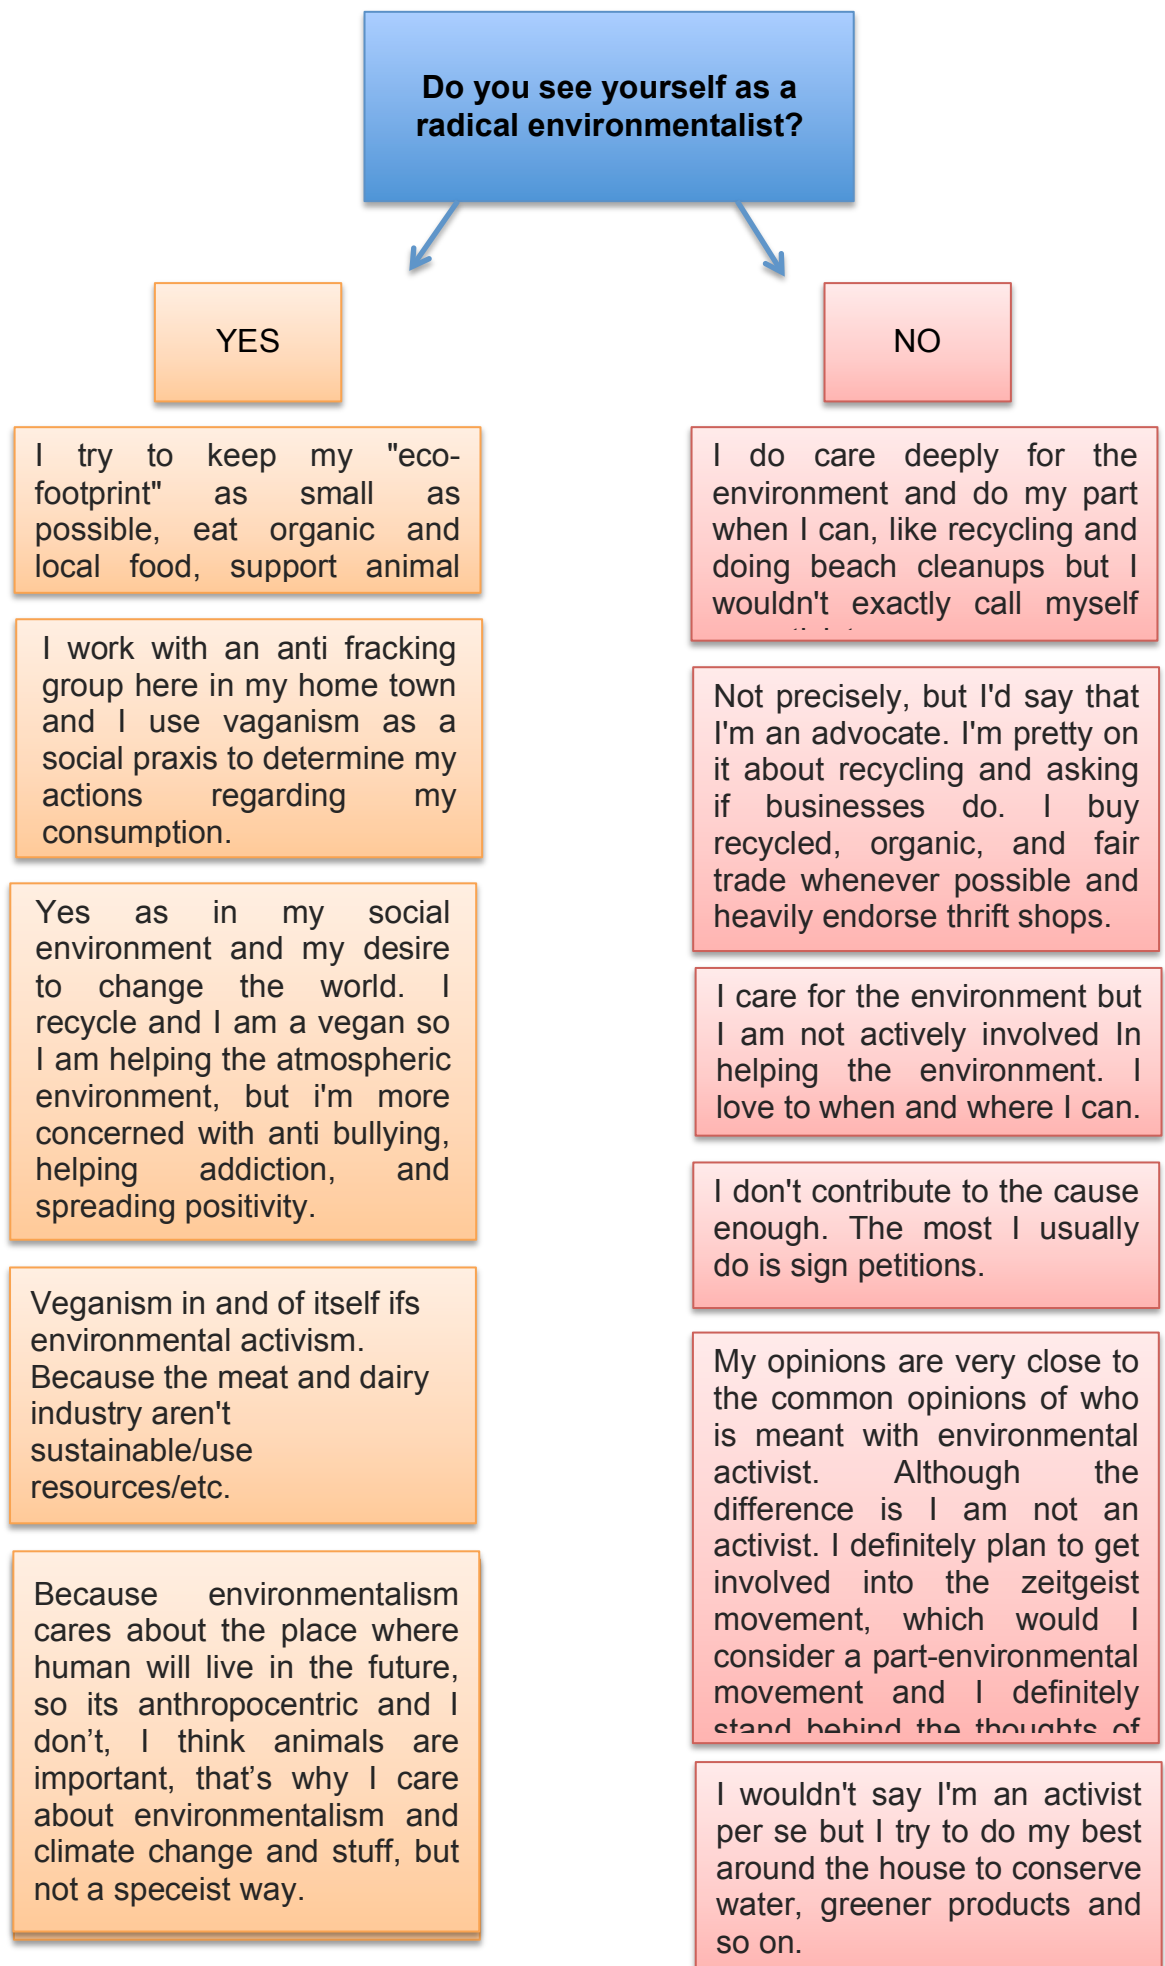 Do you see yourself as a
radical environmentalist?
YES
I try to keep my "eco-
footprint" as small as
possible, eat organic and
local food, support animal
I work with an anti fracking
group here in my home town
and I use vaganism as a
social praxis to determine my
actions regarding my
consumption.
Yes as in my social
environment and my desire
to change the world. I
recycle and I am a vegan so
I am helping the atmospheric
environment, but i'm more
concerned with anti bullying,
helping addiction, and
spreading positivity.
Veganism in and of itself ifs
environmental activism.
Because the meat and dairy
industry aren't
sustainable/use
resources/etc.
Because environmentalism
cares about the place where
human will live in the future,
so its anthropocentric and I
don’t, I think animals are
important, that’s why I care
about environmentalism and
climate change and stuff, but
not a speceist way.
NO
I do care deeply for the
environment and do my part
when I can, like recycling and
doing beach cleanups but I
wouldn't exactly call myself
Not precisely, but I'd say that
I'm an advocate. I'm pretty on
it about recycling and asking
if businesses do. I buy
recycled, organic, and fair
trade whenever possible and
heavily endorse thrift shops.
I care for the environment but
I am not actively involved In
helping the environment. I
love to when and where I can.
I don't contribute to the cause
enough. The most I usually
do is sign petitions.
My opinions are very close to
the common opinions of who
is meant with environmental
activist. Although the
difference is I am not an
activist. I definitely plan to get
involved into the zeitgeist
movement, which would I
consider a part-environmental
movement and I definitely
stand behind the thoughts of
I wouldn't say I'm an activist
per se but I try to do my best
around the house to conserve
water, greener products and
so on.